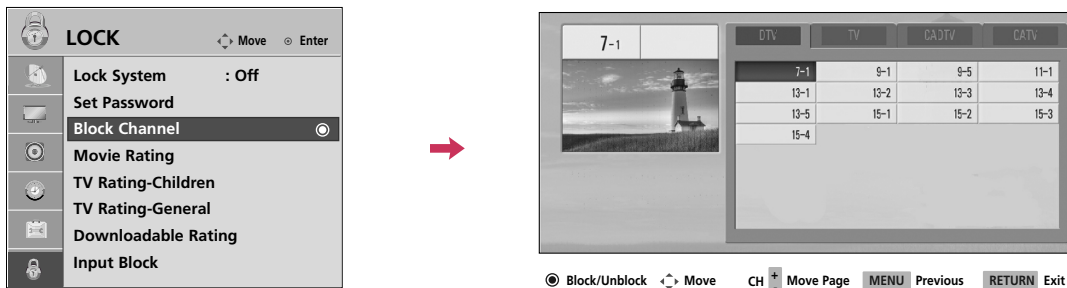 LOCK Move Enter
Lock System : Off
Set Password
Block Channel
Movie Rating
TV Rating-Children
TV Rating-General
Downloadable Rating
Input Block
7-1
DTV TV CADTV CATV
7-1 9-1 9-5 11-1
13-1 13-2 13-3 13-4
13-5 15-1 15-2 15-3
15-4
Block/Unblock Move CH + Move Page MENU Previous RETURN Exit